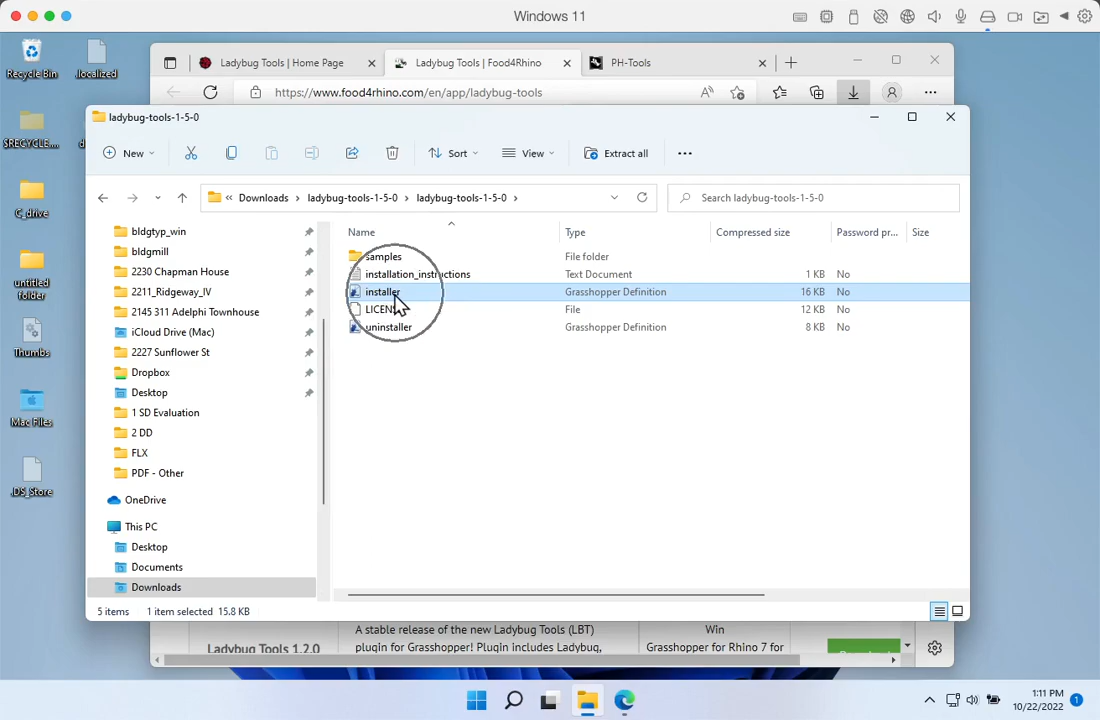 Windows 11
Recycle Bin
.localized
Ladybug Tools | Home Page
Ladybug Tools | Food4Rhino
PH-Tools
https://www.food4rhino.com/en/app/ladybug-tools
ladybug-tools-1-5-0
New
Sort
View
Extract all
$RECYCLE....
Downloads
ladybug-tools-1-5-0
ladybug-tools-1-5-0
Search ladybug-tools-1-5-0
C_drive
untitled folder
Thumbs
Mac Files
.DS_Store
bldgtyp_win
bldgmill
2230 Chapman House
2211_Ridgeway_IV
2145 311 Adelphi Townhouse
iCloud Drive (Mac)
2227 Sunflower St
Dropbox
Desktop
1 SD Evaluation
2 DD
FLX
PDF - Other
OneDrive
This PC
Desktop
Documents
Downloads
Name Type Compressed size Password pr... Size
samples File folder
installation_instructions Text Document 1 KB No
installer Grasshopper Definition 16 KB No
LICEN File 12 KB No
uninstaller Grasshopper Definition 8 KB No
5 items 1 item selected 15.8 KB
Ladybug Tools 1.2.0
A stable release of the new Ladybug Tools (LBT)
plugin for Grasshopper! Plugin includes Ladybug,
Win
Grasshopper for Rhino 7 for
1:11 PM
10/22/2022
1